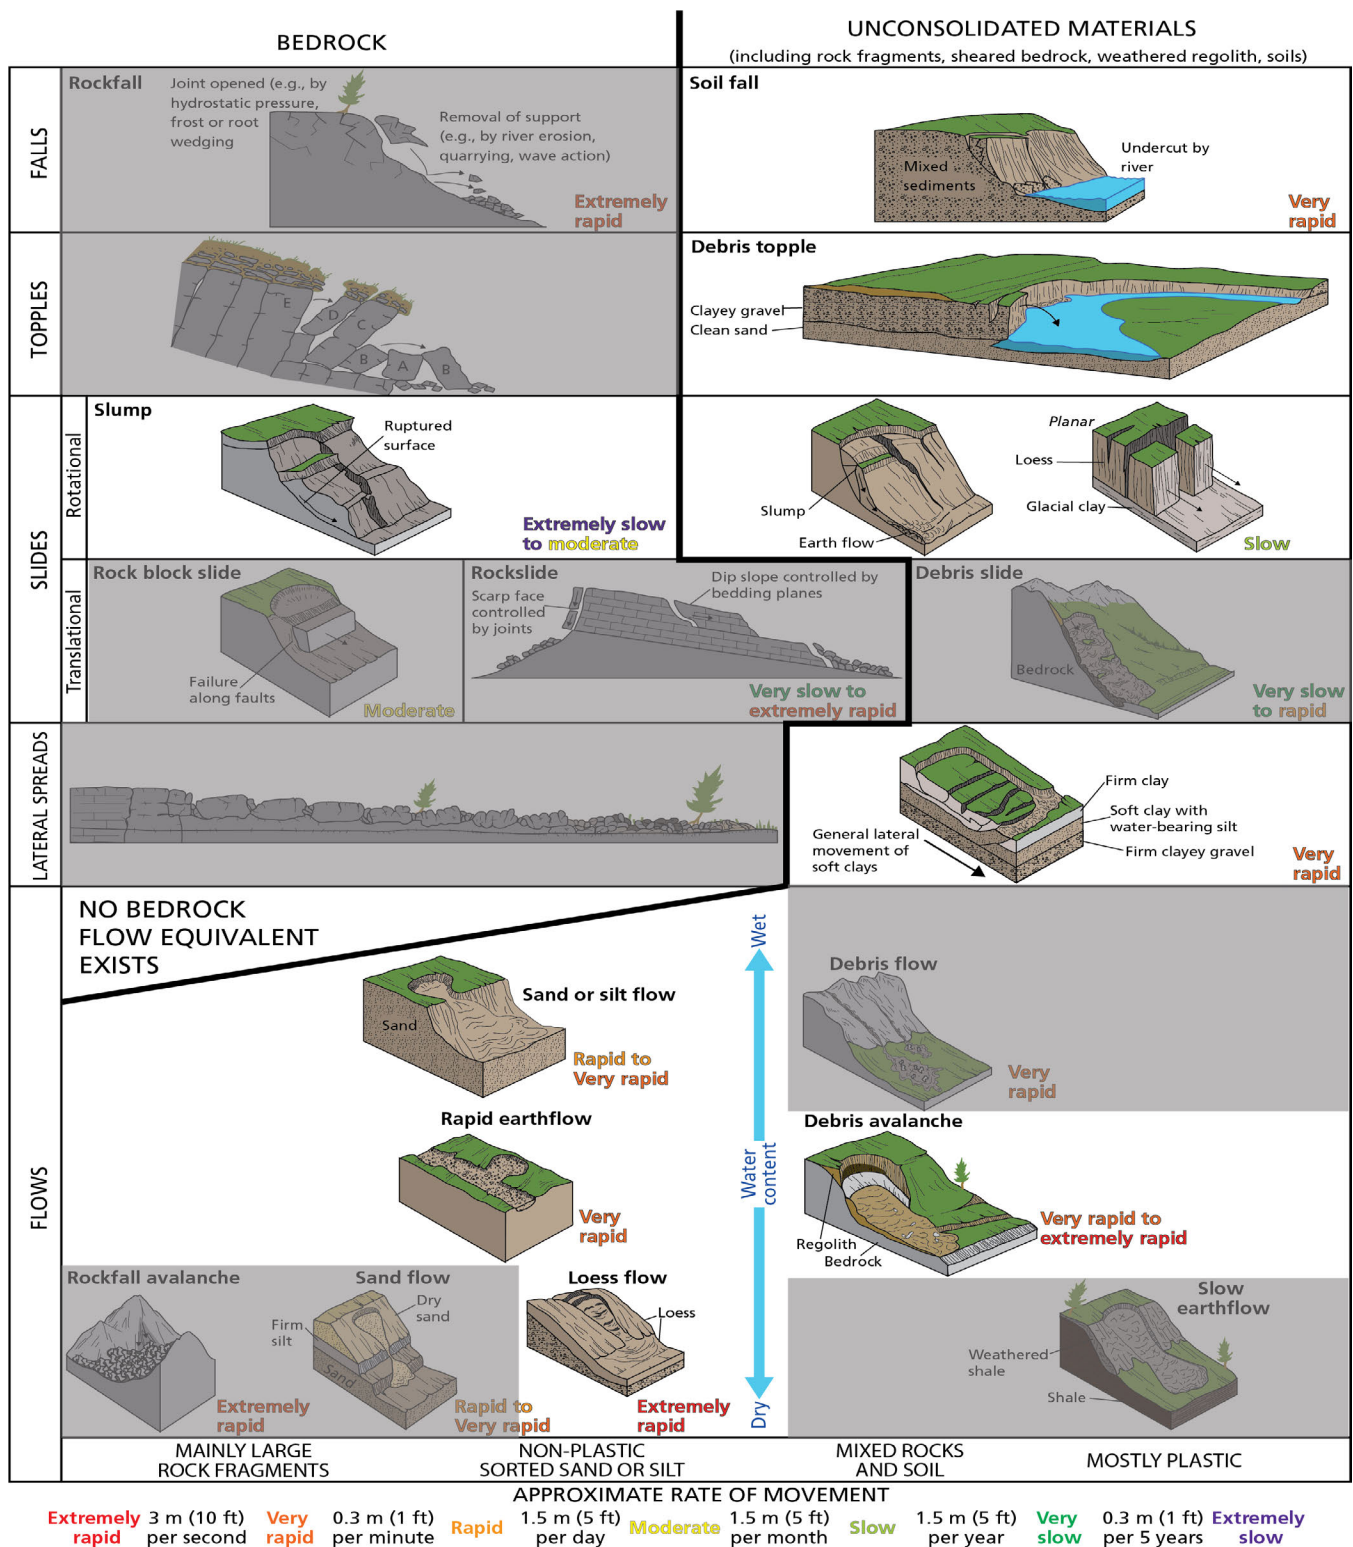 BEDROCK
UNCONSOLIDATED MATERIALS
(including rock fragments, sheared bedrock, weathered regolith, soils)
FALLS
Rockfall
Joint opened (e.g., by
hydrostatic pressure,
frost or root
wedging
Removal of support
(e.g., by river erosion,
quarrying, wave action)
Extremely
rapid
Soil fall
Mixed
sediments
Undercut by
river
Very
rapid
TOPPLES
E
D
C
B
A
B
Debris topple
Clayey gravel
Clean sand
SLIDES
Rotational
Slump
Ruptured
surface
Extremely slow
to moderate
Slump
Earth flow
Planar
Loess
Glacial clay
Slow
Translational
Rock block slide
Failure
along faults
Moderate
Rockslide
Scarp face
controlled
by joints
Dip slope controlled by
bedding planes
Very slow to
extremely rapid
Debris slide
Bedrock
Very slow
to rapid
LATERAL SPREADS
General lateral
movement of
soft clays
Firm clay
Soft clay with
water-bearing silt
Firm clayey gravel
Very
rapid
FLOWS
NO BEDROCK
FLOW EQUIVALENT
EXISTS
Sand
Sand or silt flow
Rapid to
Very rapid
Wet
Water
content
Dry
Debris flow
Very
rapid
Rapid earthflow
Very
rapid
Debris avalanche
Regolith
Bedrock
Very rapid to
extremely rapid
Rockfall avalanche
Extremely
rapid
Sand flow
Firm
silt
Dry
sand
Sand
Rapid to
Very rapid
Loess flow
Loess
Extremely
rapid
Slow
earthflow
Weathered
shale
Shale
MAINLY LARGE
ROCK FRAGMENTS
NON-PLASTIC
SORTED SAND OR SILT
MIXED ROCKS
AND SOIL
MOSTLY PLASTIC
APPROXIMATE RATE OF MOVEMENT
Extremely
rapid
3 m (10 ft)
per second
Very
rapid
0.3 m (1 ft)
per minute
Rapid
1.5 m (5 ft)
per day
Moderate
1.5 m (5 ft)
per month
Slow
1.5 m (5 ft)
per year
Very
slow
0.3 m (1 ft)
per 5 years
Extremely
slow